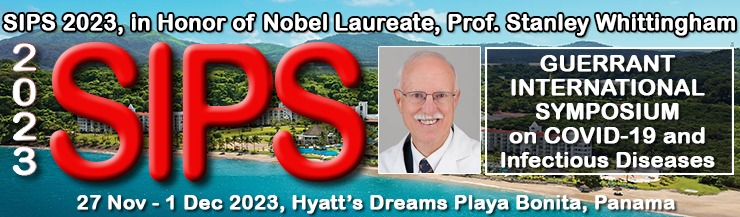 SIPS 2023, in Honor of Nobel Laureate, Prof. Stanley Whittingham
2023
SIPS
GUERRANT
INTERNATIONAL
SYMPOSIUM
on COVID-19 and
Infectious Diseases
27 Nov - 1 Dec 2023, Hyatt's Dreams Playa Bonita, Panama